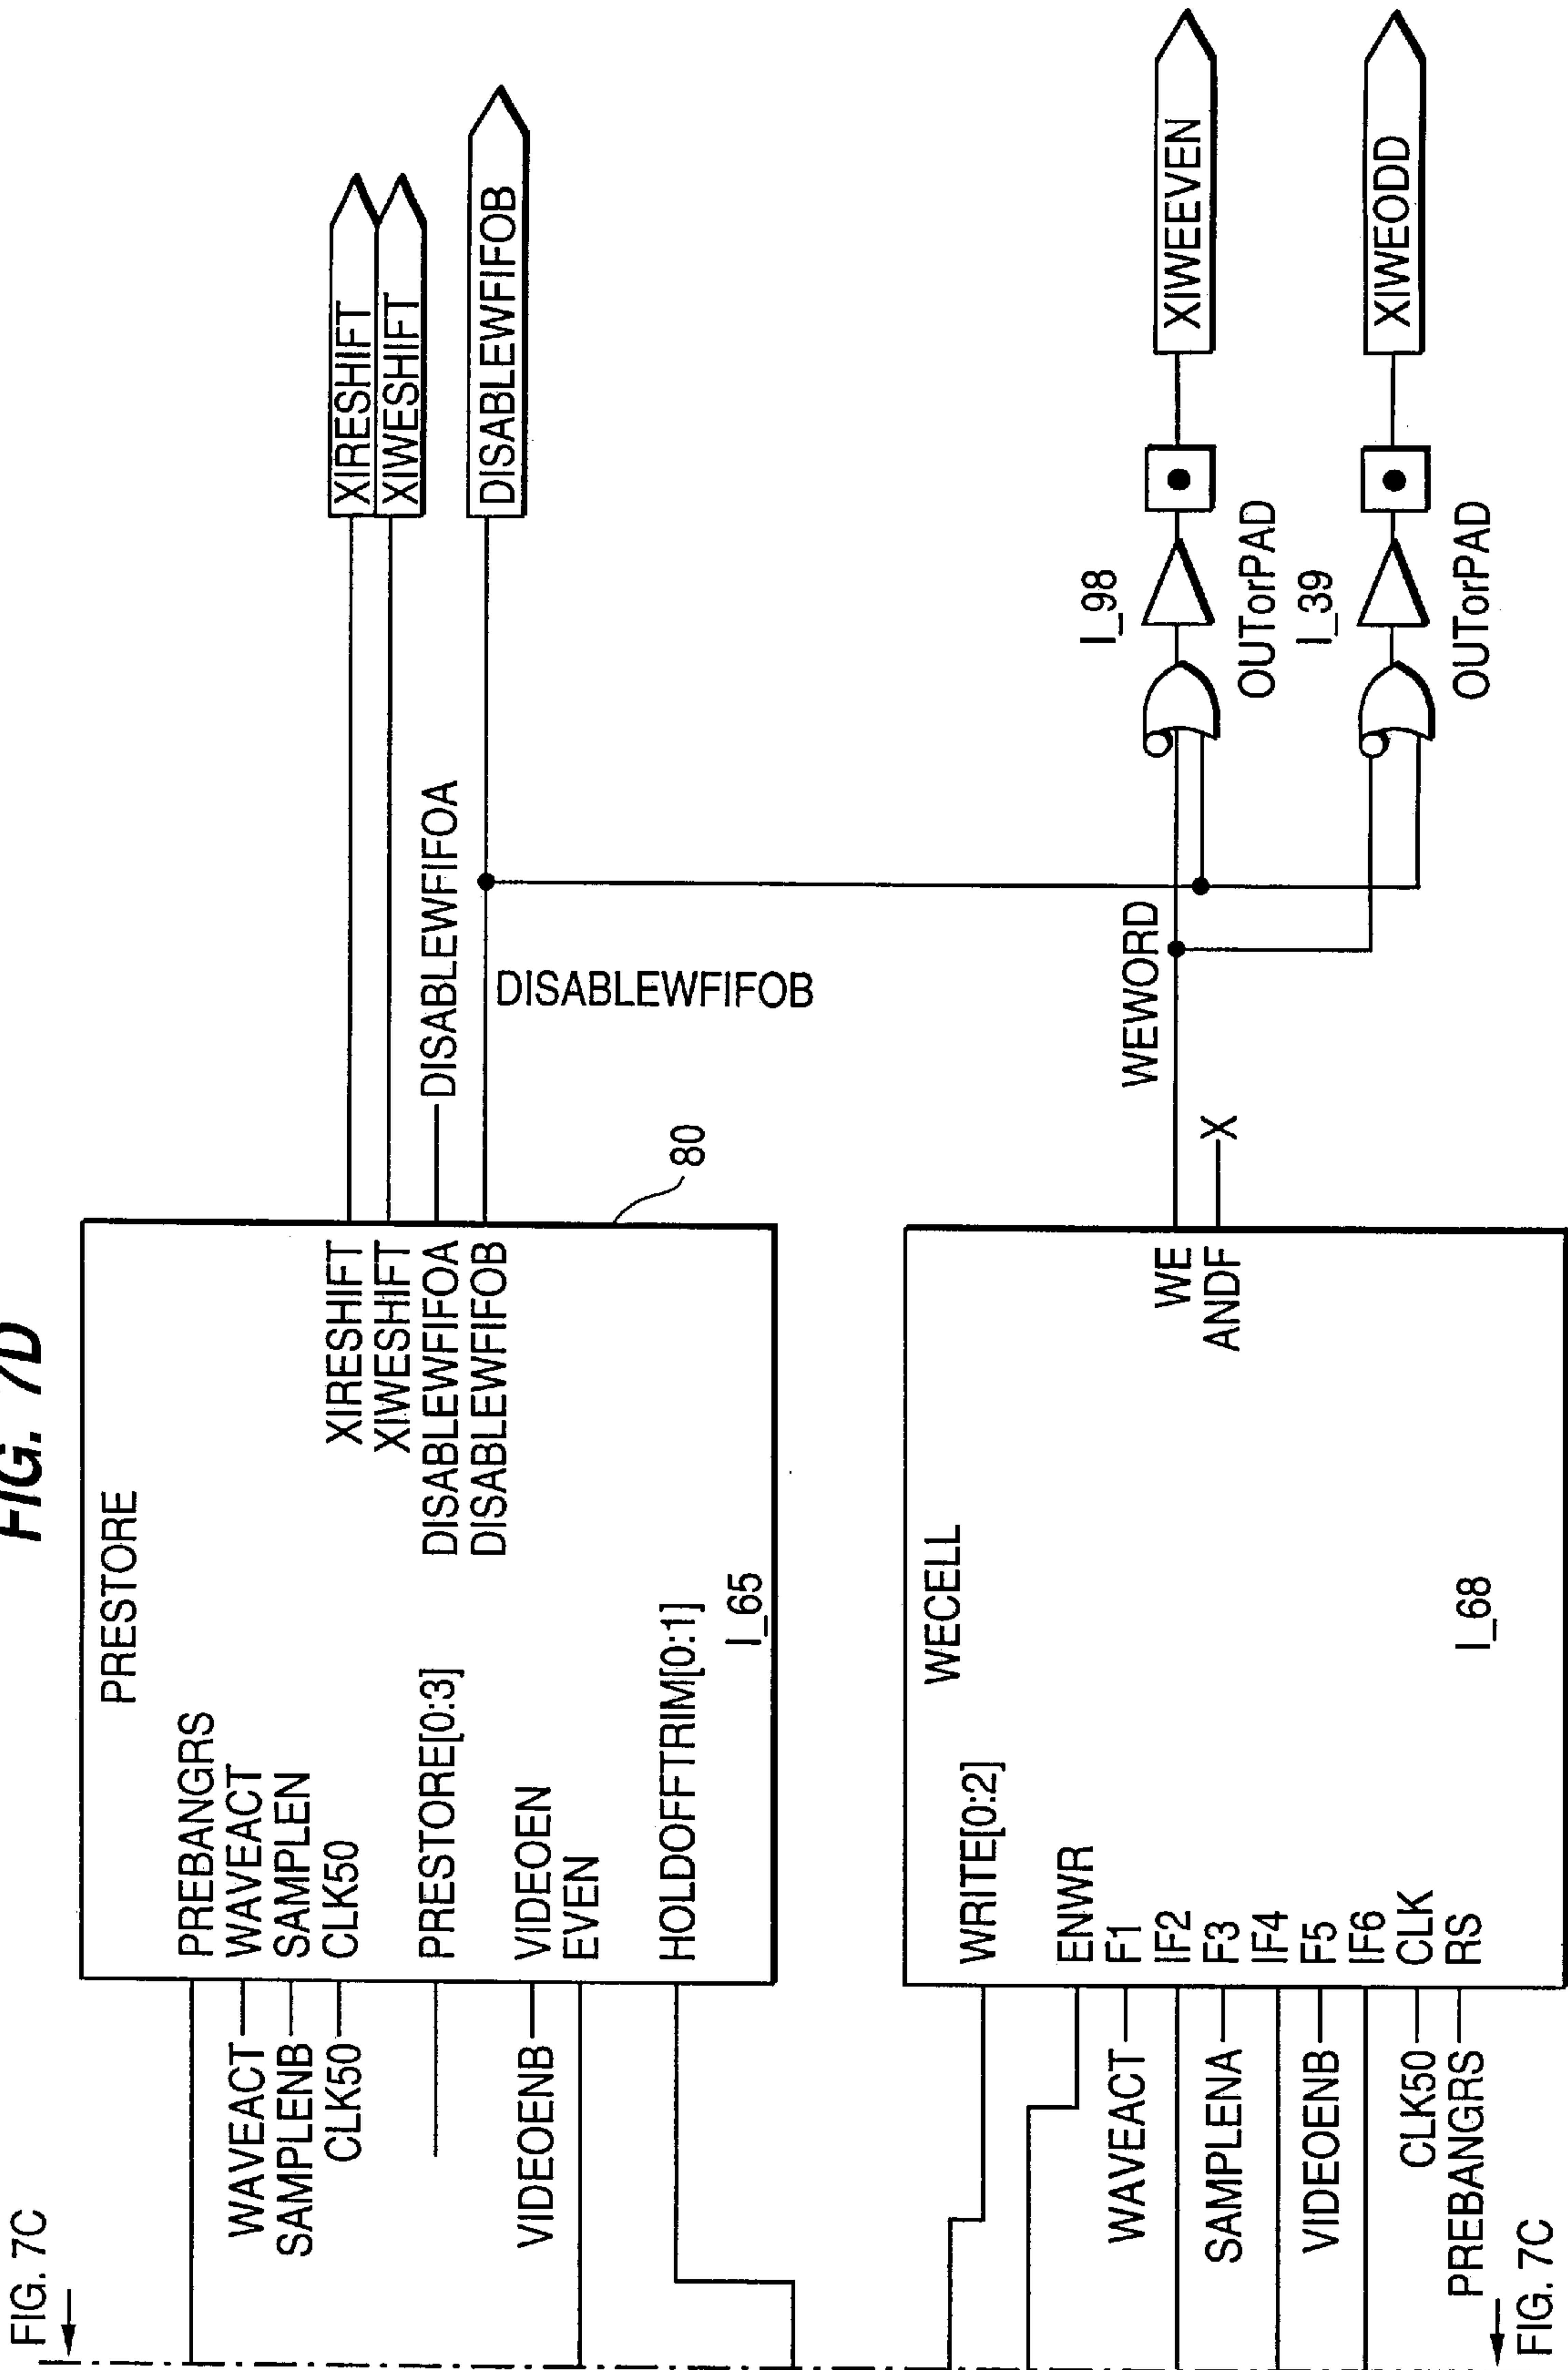 FIG. 7D
FIG. 7C
PRESTORE
PREBANGRS
WAVEACT
WAVEACT
SAMPLENB
SAMPLEN
CLK50
CLK50
PRESTORE[0:3]
VIDEOENB
VIDEOEN
EVEN
HOLDOFFTRIM[0:1]
I_65
XIRESHIFT
XIWESHIFT
DISABLEWFIFOA
DISABLEWFIFOB
80
DISABLEWFIFOA
DISABLEWFIFOB
XIRESHIFT
XIWESHIFT
DISABLEWFIFOB
WECELL
WRITE[0:2]
ENWR
WAVEACT
F1
IF2
SAMPLENA
F3
IF4
VIDEOENB
F5
IF6
CLK50
CLK
PREBANGRS
RS
I_68
WE
ANDF
X
WEWORD
I_98
OUTorPAD
XIWEEVEN
I_39
OUTorPAD
XIWEODD
FIG. 7C